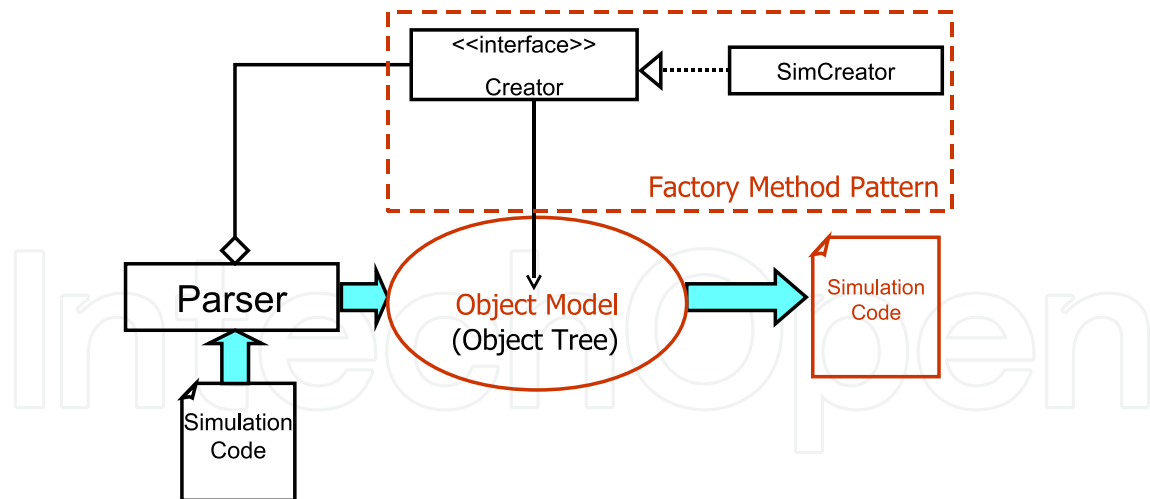 <<interface>>
Creator
SimCreator
Factory Method Pattern
Parser
Object Model
(Object Tree)
Simulation
Code
Simulation
Code
IntechOpen